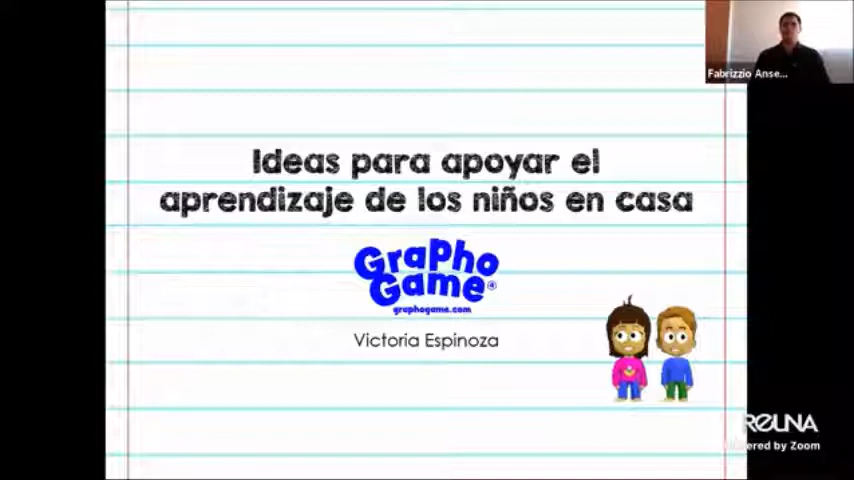 Fabrizzio Anse...
Ideas para apoyar el
aprendizaje de los niños en casa
Grapho
Game®
graphogame.com
Victoria Espinoza
REUNA
ered by Zoom